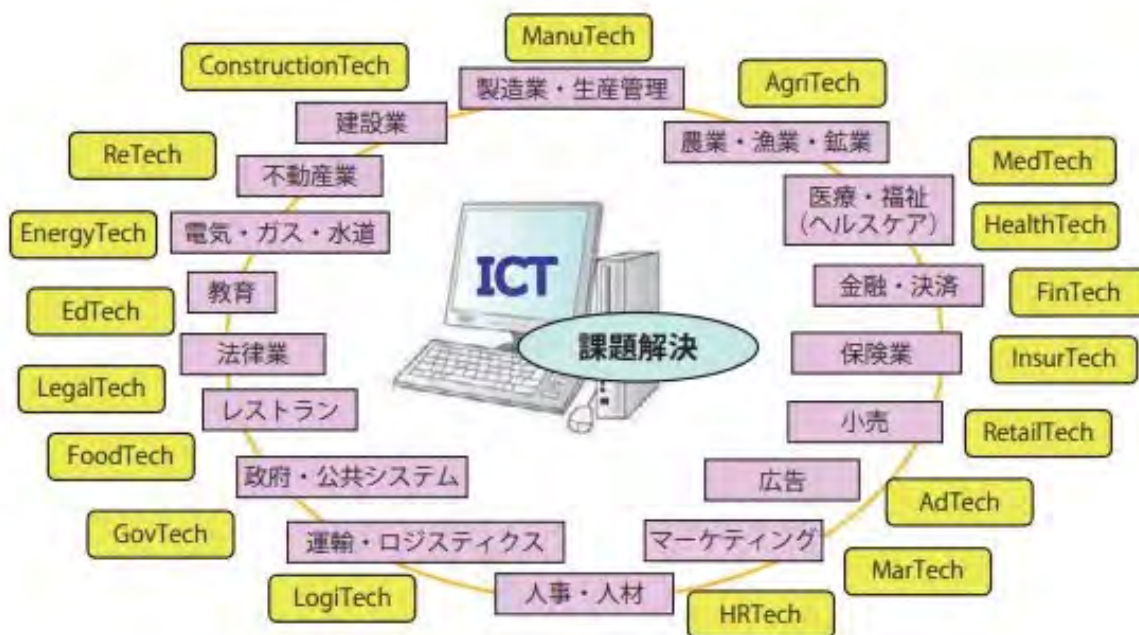 ManuTech
ConstructionTech
製造業・生産管理
AgriTech
建設業
農業・漁業・鉱業
ReTech
不動産業
MedTech
医療・福祉
(ヘルスケア)
HealthTech
EnergyTech
電気・ガス・水道
ICT
教育
金融・決済
FinTech
EdTech
課題解決
法律業
保険業
InsurTech
LegalTech
レストラン
小売
RetailTech
FoodTech
政府・公共システム
広告
AdTech
GovTech
運輸・ロジスティクス
マーケティング
MarTech
LogiTech
人事・人材
HRTech